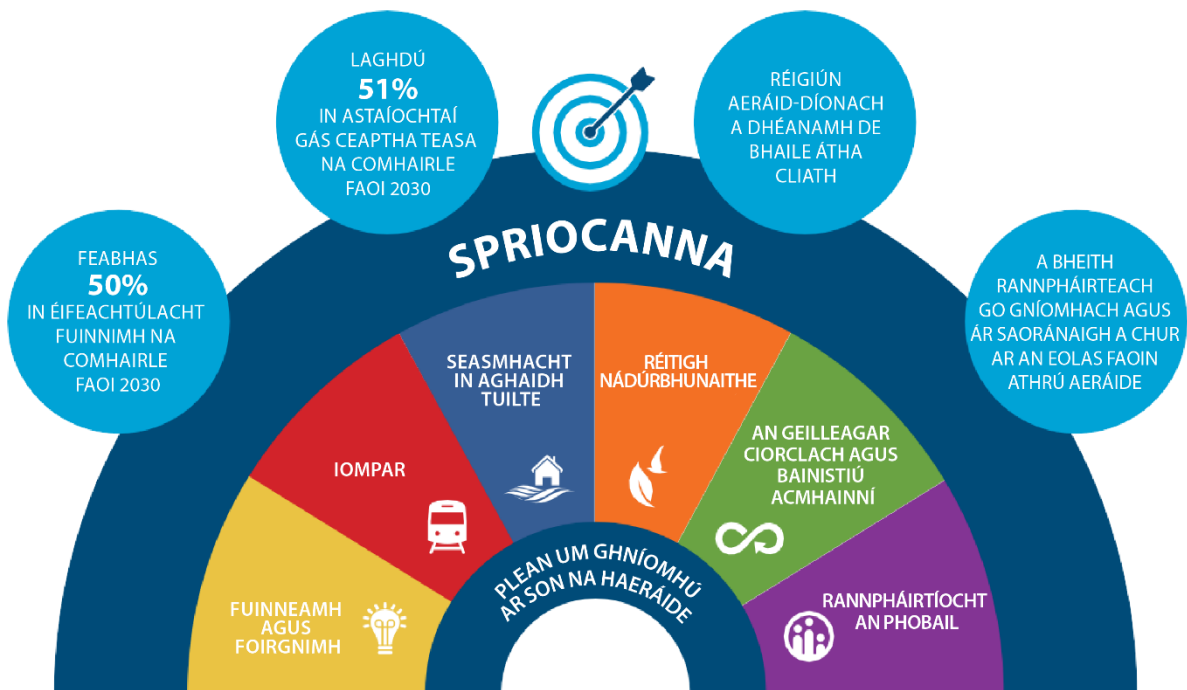 FEABHAS
50%
IN ÉIFEACHTÚLACHT
FUINNIMH NA
COMHAIRLE
FAOI 2030
LAGHDÚ
51%
IN ASTAÍOCHTAÍ
GÁS CEAPTHA TEASA
NA COMHAIRLE
FAOI 2030
RÉIGIÚN
AERÁID-DÍONACH
A DHÉANAMH DE
BHAILE ÁTHA
CLIATH
A BHEITH
RANNPHÁIRTEACH
GO GNÍOMHACH AGUS
ÁR SAORÁNAIGH A CHUR
AR AN EOLAS FAOIN
ATHRÚ AERÁIDE
SPRIOCANNA
FUINNEAMH
AGUS
FOIRGNIMH
IOMPAR
SEASMHACHT
IN AGHAIDH
TUILTE
RÉITIGH
NÁDÚRBHUNAITHE
AN GEILLEAGAR
CIORCLACH AGUS
BAINISTIÚ
ACMHAINNÍ
RANNPHÁIRTÍOCHT
AN PHOBAIL
PLEAN UM GHNÍOMHÚ
AR SON NA HAERÁIDE